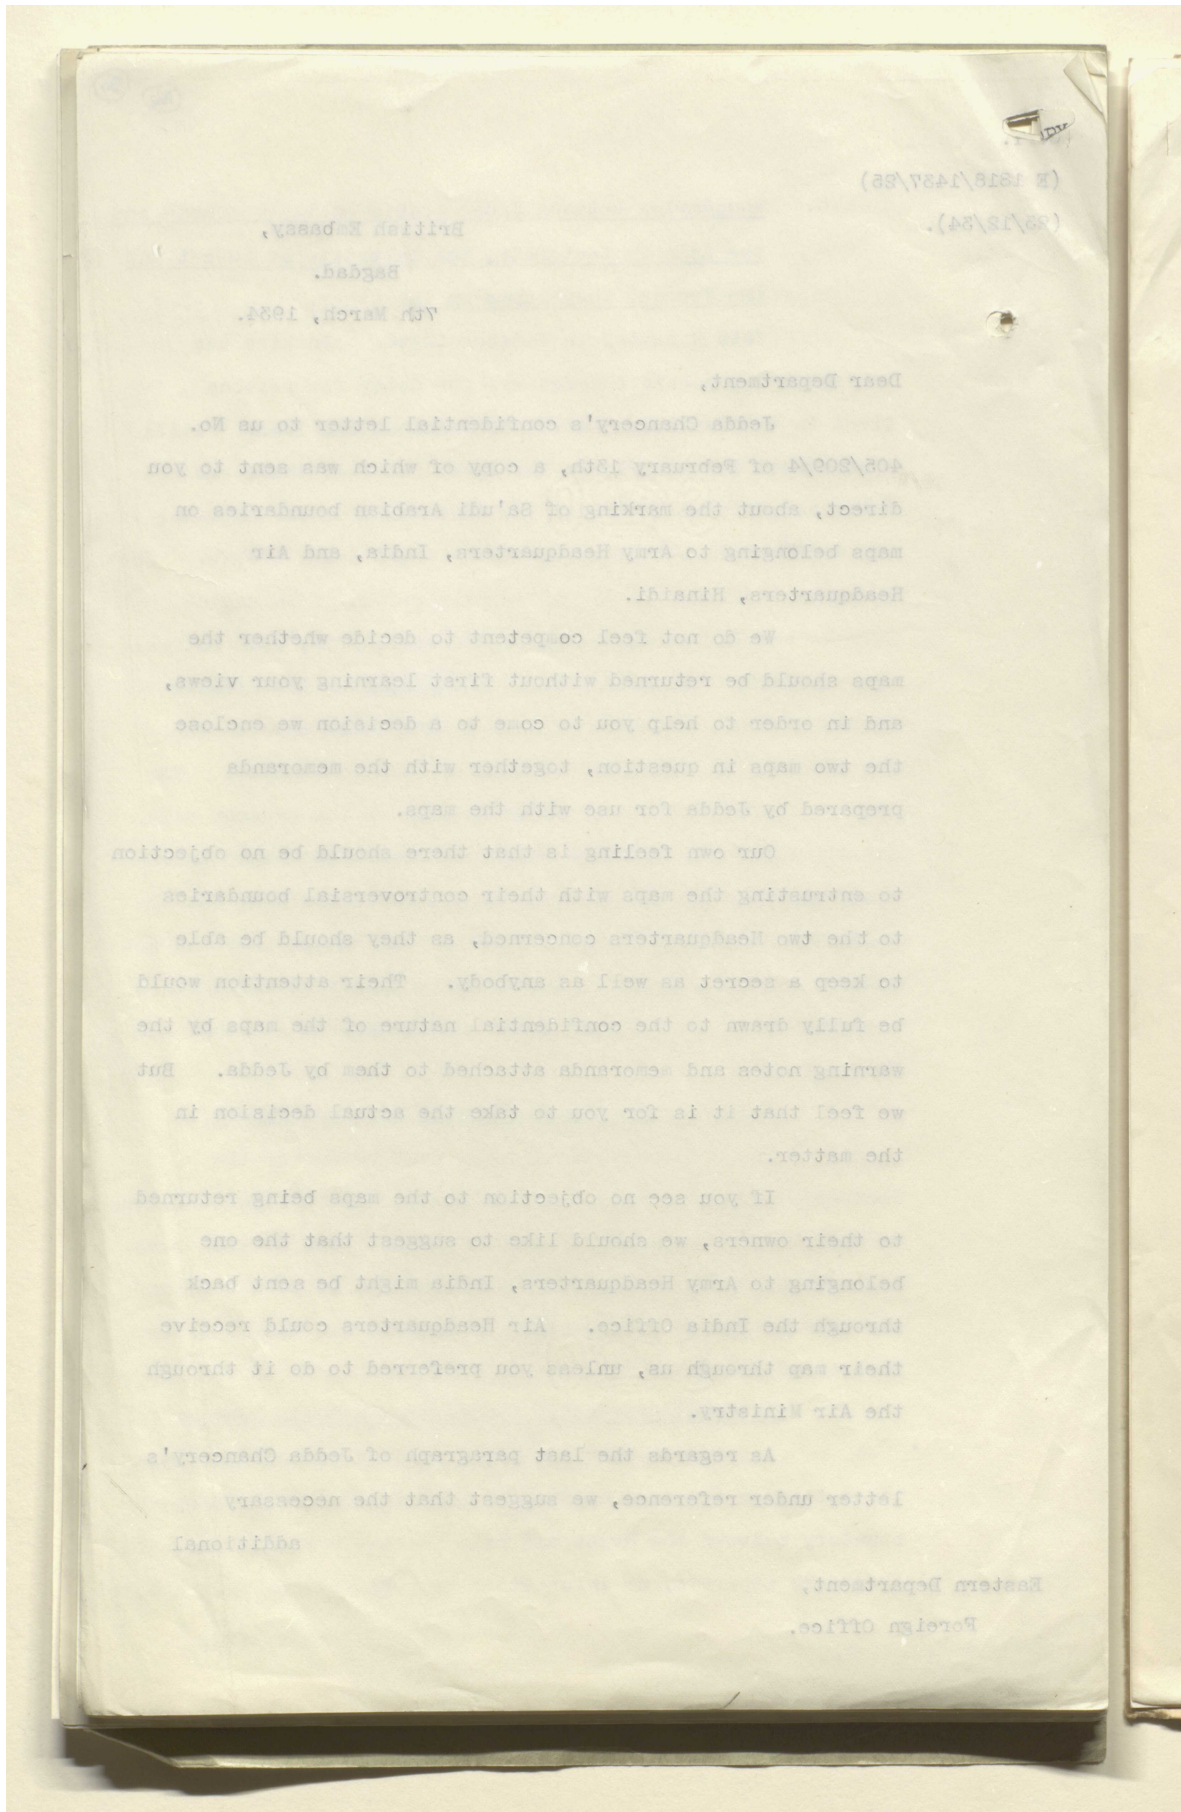 (E 1818/1437/25)
(23/12/34).
British Embassy,
Bagdad.
7th March, 1934.
Dear Department,
Jedda Chancery's confidential letter to us No.
405/209/4 of February 13th, a copy of which was sent to you
direct, about the marking of Sa'udi Arabian boundaries on
maps belonging to Army Headquarters, India, and Air
Headquarters, Hinaidi.
We do not feel competent to decide whether the
maps should be returned without first learning your views,
and in order to help you to come to a decision we enclose
the two maps in question, together with the memoranda
prepared by Jedda for use with the maps.
Our own feeling is that there should be no objection
to entrusting the maps with their controversial boundaries
to the two Headquarters concerned, as they should be able
to keep a secret as well as anybody. Their attention would
be fully drawn to the confidential nature of the maps by the
warning notes and memoranda attached to them by Jedda. But
we feel that it is for you to take the actual decision in
the matter.
If you see no objection to the maps being returned
to their owners, we should like to suggest that the one
belonging to Army Headquarters, India might be sent back
through the India Office. Air Headquarters could receive
their map through us, unless you preferred to do it through
the Air Ministry.
As regards the last paragraph of Jedda Chancery's
letter under reference, we suggest that the necessary
additional
Eastern Department,
Foreign Office.